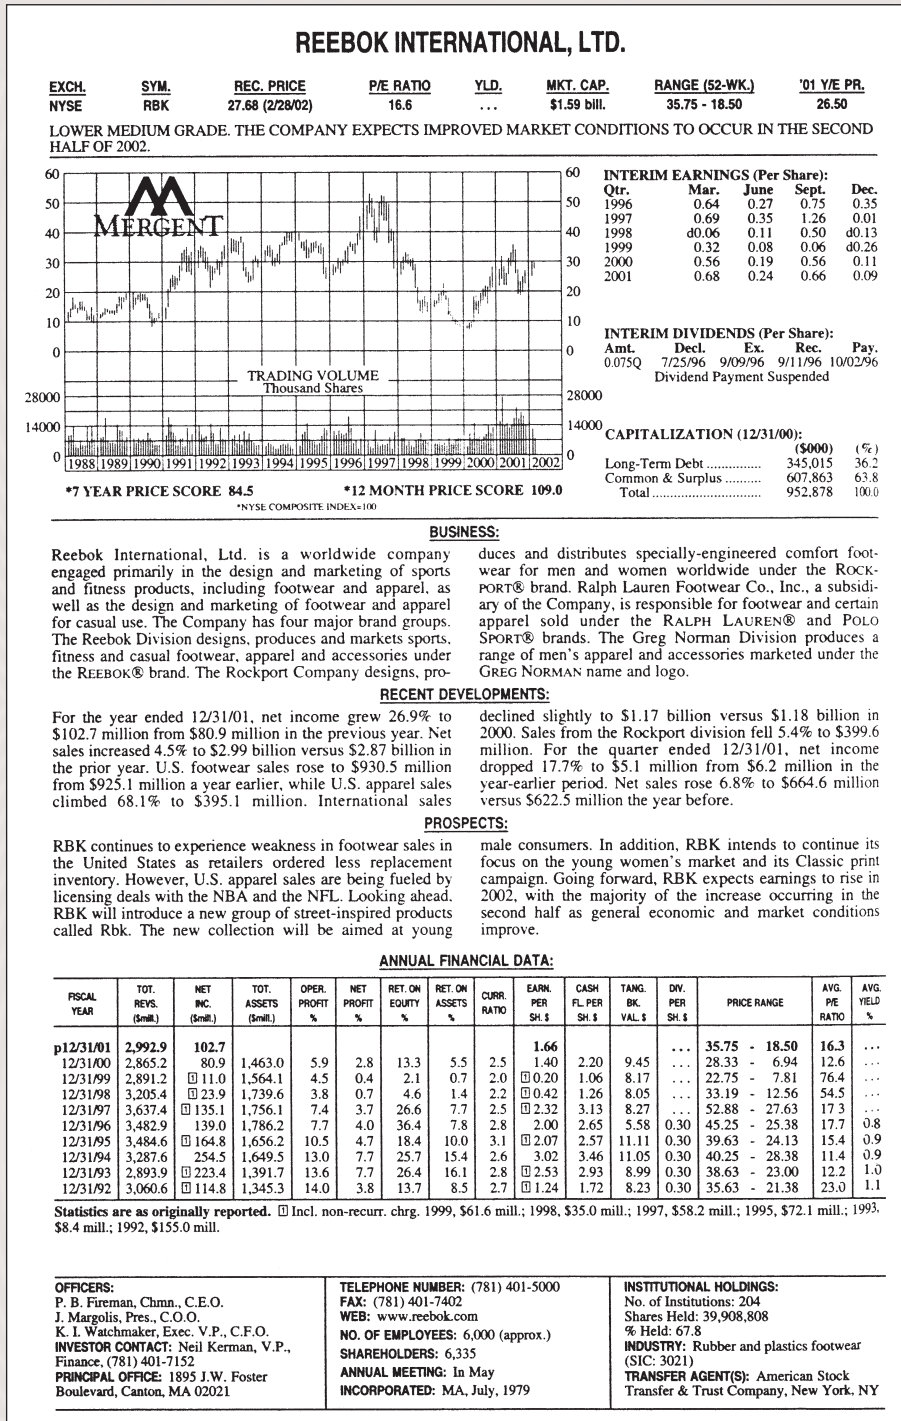 REEBOK INTERNATIONAL, LTD.
EXCH. SYM. REC. PRICE P/E RATIO YLD. MKT. CAP. RANGE (52-WK.) '01 Y/E PR.
NYSE RBK 27.68 (2/28/02) 16.6 ... $1.59 bill. 35.75 - 18.50 26.50
LOWER MEDIUM GRADE. THE COMPANY EXPECTS IMPROVED MARKET CONDITIONS TO OCCUR IN THE SECOND
HALF OF 2002.
MERGENT
60 60
50 50
40 40
30 30
20 20
10 10
0 0
TRADING VOLUME
Thousand Shares
28000 28000
14000 14000
0 0
1988 1989 1990 1991 1992 1993 1994 1995 1996 1997 1998 1999 2000 2001 2002
*7 YEAR PRICE SCORE 84.5 *12 MONTH PRICE SCORE 109.0
*NYSE COMPOSITE INDEX=100
INTERIM EARNINGS (Per Share):
Qtr. Mar. June Sept. Dec.
1996 0.64 0.27 0.75 0.35
1997 0.69 0.35 1.26 0.01
1998 d0.06 0.11 0.50 d0.13
1999 0.32 0.08 0.06 d0.26
2000 0.56 0.19 0.56 0.11
2001 0.68 0.24 0.66 0.09
INTERIM DIVIDENDS (Per Share):
Amt. Decl. Ex. Rec. Pay.
0.075Q 7/25/96 9/09/96 9/11/96 10/02/96
Dividend Payment Suspended
CAPITALIZATION (12/31/00):
($000) (%)
Long-Term Debt .............. 345,015 36.2
Common & Surplus .......... 607,863 63.8
Total ............................ 952,878 100.0
BUSINESS:
Reebok International, Ltd. is a worldwide company
engaged primarily in the design and marketing of sports
and fitness products, including footwear and apparel, as
well as the design and marketing of footwear and apparel
for casual use. The Company has four major brand groups.
The Reebok Division designs, produces and markets sports,
fitness and casual footwear, apparel and accessories under
the REEBOK® brand. The Rockport Company designs, pro-
duces and distributes specially-engineered comfort foot-
wear for men and women worldwide under the ROCK-
PORT® brand. Ralph Lauren Footwear Co., Inc., a subsidi-
ary of the Company, is responsible for footwear and certain
apparel sold under the RALPH LAUREN® and POLO
SPORT® brands. The Greg Norman Division produces a
range of men's apparel and accessories marketed under the
GREG NORMAN name and logo.
RECENT DEVELOPMENTS:
For the year ended 12/31/01, net income grew 26.9% to
$102.7 million from $80.9 million in the previous year. Net
sales increased 4.5% to $2.99 billion versus $2.87 billion in
the prior year. U.S. footwear sales rose to $930.5 million
from $925.1 million a year earlier, while U.S. apparel sales
climbed 68.1% to $395.1 million. International sales
declined slightly to $1.17 billion versus $1.18 billion in
2000. Sales from the Rockport division fell 5.4% to $399.6
million. For the quarter ended 12/31/01, net income
dropped 17.7% to $5.1 million from $6.2 million in the
year-earlier period. Net sales rose 6.8% to $664.6 million
versus $622.5 million the year before.
PROSPECTS:
RBK continues to experience weakness in footwear sales in
the United States as retailers ordered less replacement
inventory. However, U.S. apparel sales are being fueled by
licensing deals with the NBA and the NFL. Looking ahead.
RBK will introduce a new group of street-inspired products
called Rbk. The new collection will be aimed at young
male consumers. In addition, RBK intends to continue its
focus on the young women's market and its Classic print
campaign. Going forward, RBK expects earnings to rise in
2002, with the majority of the increase occurring in the
second half as general economic and market conditions
improve.
ANNUAL FINANCIAL DATA:
FISCAL YEAR TOT. REVS. ($mill.) NET INC. ($mill.) TOT. ASSETS ($mill.) OPER. PROFIT % NET PROFIT % RET. ON EQUITY % RET. ON ASSETS % CURR. RATIO EARN. PER SH. $ CASH FL. PER SH. $ TANG. BK. VAL. $ DIV. PER SH. $ PRICE RANGE AVG. P/E RATIO AVG. YIELD %
p12/31/01 2,992.9 102.7 1.66 ... 35.75 - 18.50 16.3 ...
12/31/00 2,865.2 80.9 1,463.0 5.9 2.8 13.3 5.5 2.5 1.40 2.20 9.45 ... 28.33 - 6.94 12.6 ...
12/31/99 2,891.2 [1] 11.0 1,564.1 4.5 0.4 2.1 0.7 2.0 [1] 0.20 1.06 8.17 ... 22.75 - 7.81 76.4 ...
12/31/98 3,205.4 [1] 23.9 1,739.6 3.8 0.7 4.6 1.4 2.2 [1] 0.42 1.26 8.05 ... 33.19 - 12.56 54.5 ...
12/31/97 3,637.4 [1] 135.1 1,756.1 7.4 3.7 26.6 7.7 2.5 [1] 2.32 3.13 8.27 ... 52.88 - 27.63 17 3 ...
12/31/96 3,482.9 139.0 1,786.2 7.7 4.0 36.4 7.8 2.8 2.00 2.65 5.58 0.30 45.25 - 25.38 17.7 0.8
12/31/95 3,484.6 [1] 164.8 1,656.2 10.5 4.7 18.4 10.0 3.1 [1] 2.07 2.57 11.11 0.30 39.63 - 24.13 15.4 0.9
12/31/94 3,287.6 254.5 1,649.5 13.0 7.7 25.7 15.4 2.6 3.02 3.46 11.05 0.30 40.25 - 28.38 11.4 0.9
12/31/93 2,893.9 [1] 223.4 1,391.7 13.6 7.7 26.4 16.1 2.8 [1] 2.53 2.93 8.99 0.30 38.63 - 23.00 12.2 1.0
12/31/92 3,060.6 [1] 114.8 1,345.3 14.0 3.8 13.7 8.5 2.7 [1] 1.24 1.72 8.23 0.30 35.63 - 21.38 23.0 1.1
Statistics are as originally reported. [1] Incl. non-recurr. chrg. 1999, $61.6 mill.; 1998, $35.0 mill.; 1997, $58.2 mill.; 1995, $72.1 mill.; 1993,
$8.4 mill.; 1992, $155.0 mill.
OFFICERS:
P. B. Fireman, Chmn., C.E.O.
J. Margolis, Pres., C.O.O.
K. I. Watchmaker, Exec. V.P., C.F.O.
INVESTOR CONTACT: Neil Kerman, V.P.,
Finance, (781) 401-7152
PRINCIPAL OFFICE: 1895 J.W. Foster
Boulevard, Canton, MA 02021
TELEPHONE NUMBER: (781) 401-5000
FAX: (781) 401-7402
WEB: www.reebok.com
NO. OF EMPLOYEES: 6,000 (approx.)
SHAREHOLDERS: 6,335
ANNUAL MEETING: In May
INCORPORATED: MA, July, 1979
INSTITUTIONAL HOLDINGS:
No. of Institutions: 204
Shares Held: 39,908,808
% Held: 67.8
INDUSTRY: Rubber and plastics footwear
(SIC: 3021)
TRANSFER AGENT(S): American Stock
Transfer & Trust Company, New York, NY